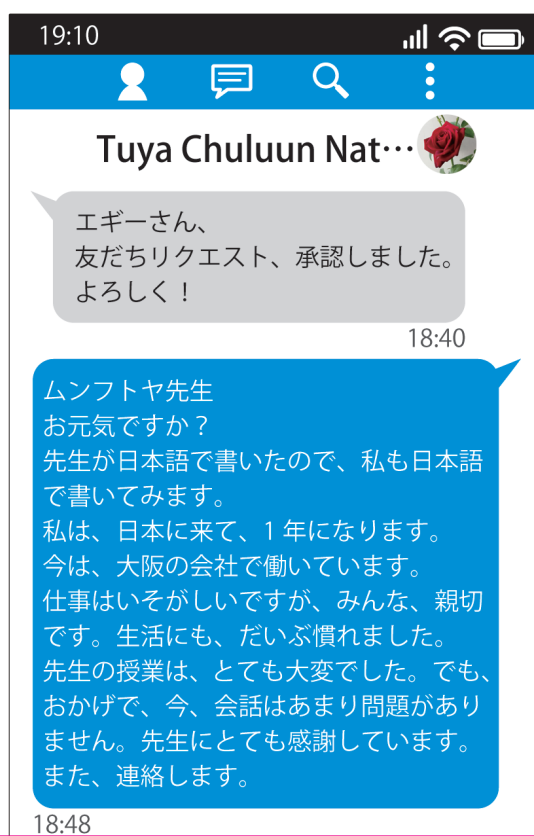 19:10
Tuya Chuluun Nat…
エギーさん、
友だちリクエスト、承認しました。
よろしく！
18:40
ムンフトヤ先生
お元気ですか？
先生が日本語で書いたので、私も日本語
で書いてみます。
私は、日本に来て、1年になります。
今は、大阪の会社で働いています。
仕事はいそがしいですが、みんな、親切
です。生活にも、だいぶ慣れました。
先生の授業は、とても大変でした。でも、
おかげで、今、会話はあまり問題があり
ません。先生にとても感謝しています。
また、連絡します。
18:48